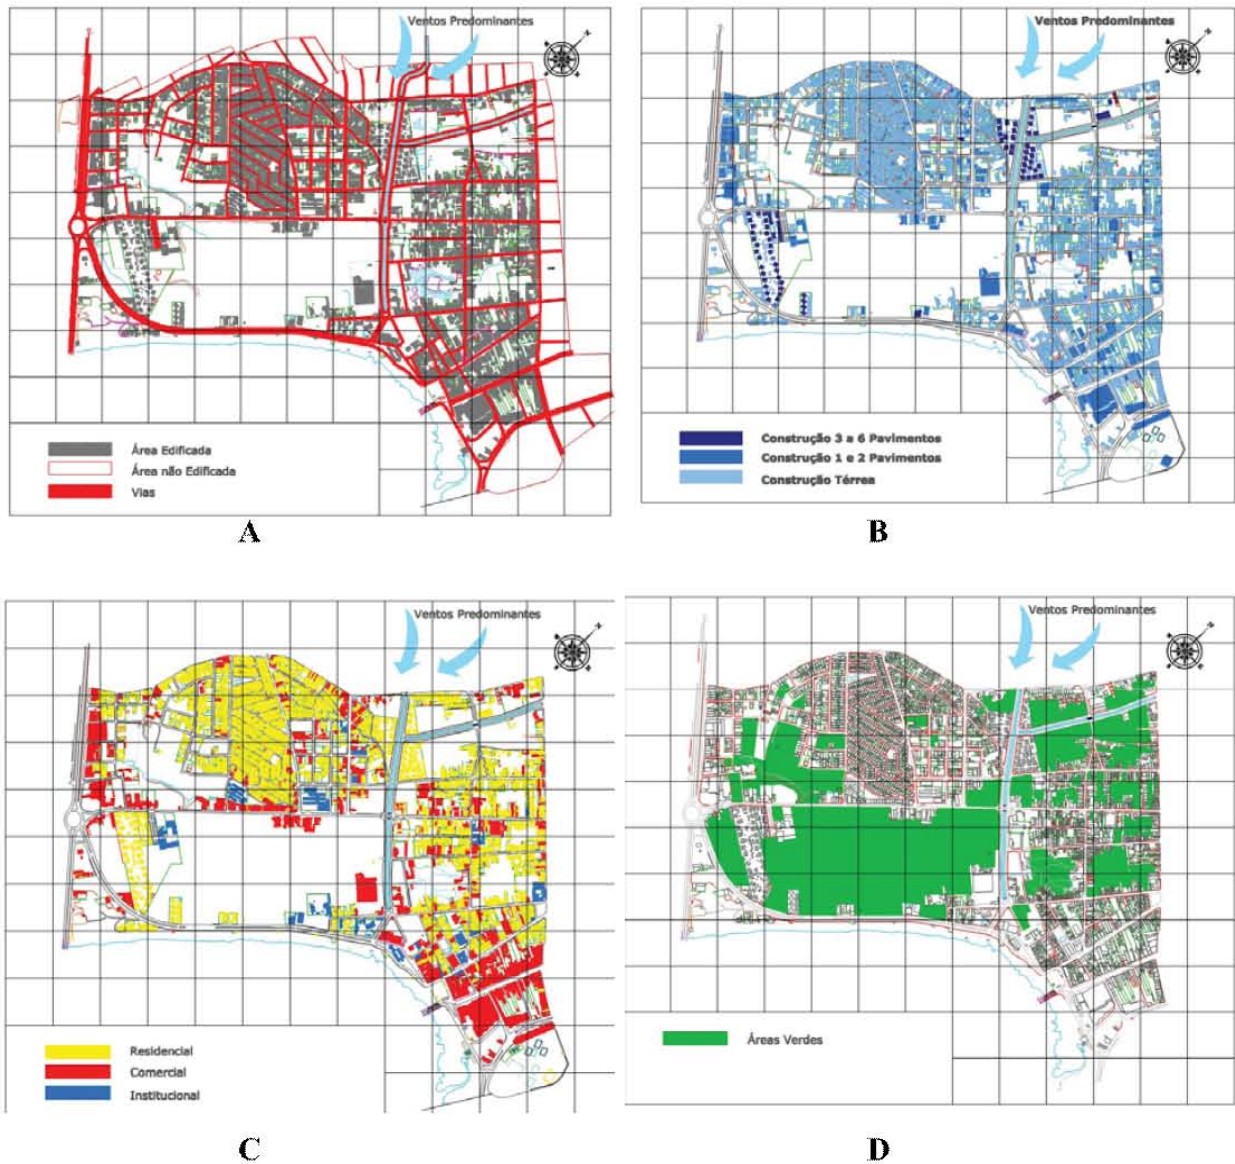 Ventos Predominantes
N
Área Edificada
Área não Edificada
Vias
A
Ventos Predominantes
N
Construção 3 a 6 Pavimentos
Construção 1 e 2 Pavimentos
Construção Térrea
B
Ventos Predominantes
N
Residencial
Comercial
Institucional
C
Ventos Predominantes
N
Áreas Verdes
D